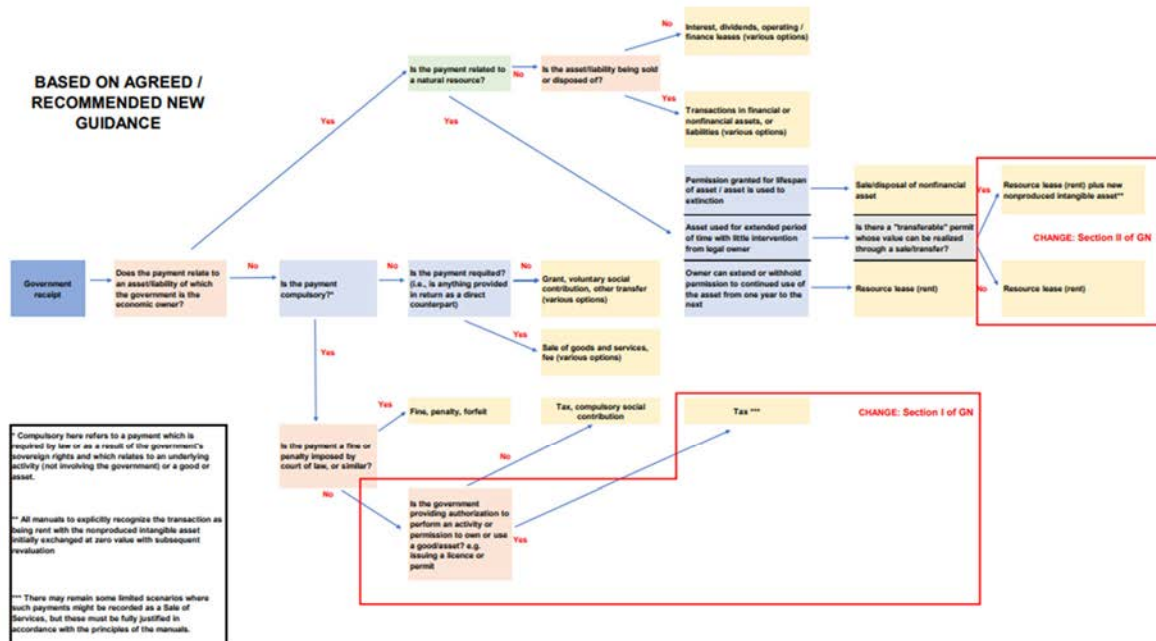 BASED ON AGREED /
RECOMMENDED NEW
GUIDANCE
Is the payment related to
a natural resource?
No
Is the asset/liability being sold
or disposed of?
No
Interest, dividends, operating /
finance leases (various options)
Yes
Transactions in financial or
nonfinancial assets, or
liabilities (various options)
Yes
Yes
Permission granted for lifespan
of asset / asset is used to
extinction
Sale/disposal of nonfinancial
asset
Yes
Resource lease (rent) plus new
nonproduced intangible asset**
Asset used for extended period
of time with little intervention
from legal owner
Is there a "transferable" permit
whose value can be realized
through a sale/transfer?
CHANGE: Section II of GN
Owner can extend or withhold
permission to continued use of
the asset from one year to the
next
Resource lease (rent)
No
Resource lease (rent)
Government
receipt
Does the payment relate to
an asset/liability of which
the government is the
economic owner?
No
Is the payment
compulsory?*
No
Is the payment requited?
(i.e., is anything provided
in return as a direct
counterpart)
No
Grant, voluntary social
contribution, other transfer
(various options)
Yes
Sale of goods and services,
fee (various options)
Yes
Is the payment a fine or
penalty imposed by
court of law, or similar?
Yes
Fine, penalty, forfeit
Tax, compulsory social
contribution
Tax ***
CHANGE: Section I of GN
No
No
Is the government
providing authorization to
perform an activity or
permission to own or use
a good/asset? e.g.
issuing a licence or
permit
Yes
* Compulsory here refers to a payment which is
required by law or as a result of the government's
sovereign rights and which relates to an underlying
activity (not involving the government) or a good or
asset.
** All manuals to explicitly recognize the transaction as
being rent with the nonproduced intangible asset
initially exchanged at zero value with subsequent
revaluation
*** There may remain some limited scenarios where
such payments might be recorded as a Sale of
Services, but these must be fully justified in
accordance with the principles of the manuals.